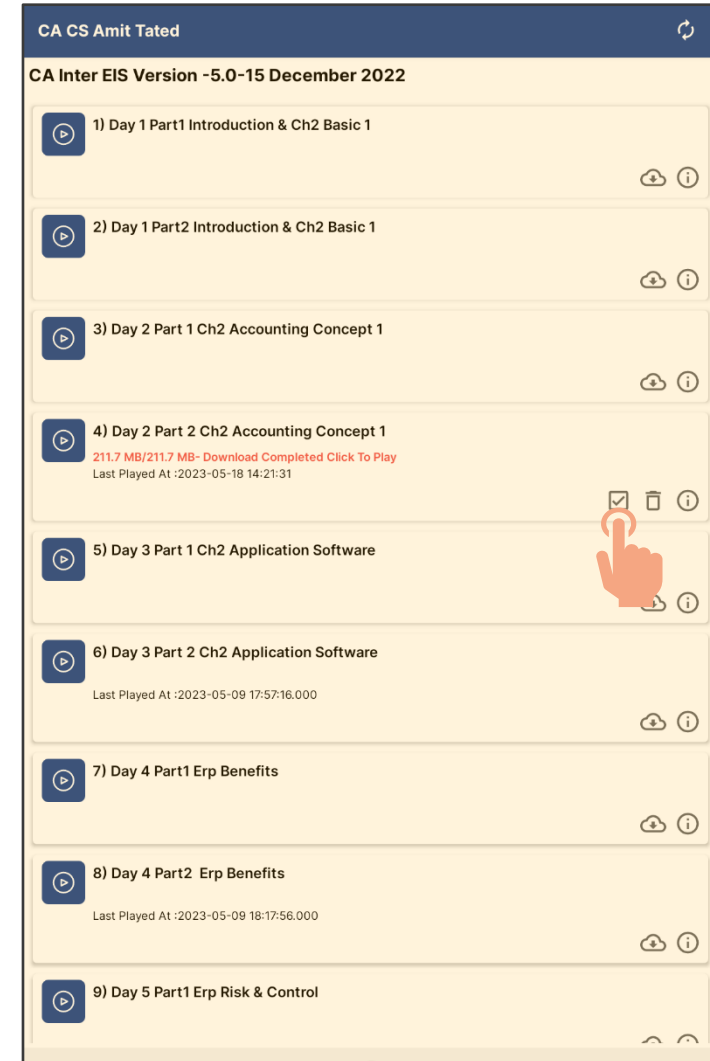 CA CS Amit Tated
CA Inter EIS Version -5.0-15 December 2022
1) Day 1 Part1 Introduction & Ch2 Basic 1
2) Day 1 Part2 Introduction & Ch2 Basic 1
3) Day 2 Part 1 Ch2 Accounting Concept 1
4) Day 2 Part 2 Ch2 Accounting Concept 1
211.7 MB/211.7 MB- Download Completed Click To Play
Last Played At :2023-05-18 14:21:31
5) Day 3 Part 1 Ch2 Application Software
6) Day 3 Part 2 Ch2 Application Software
Last Played At :2023-05-09 17:57:16.000
7) Day 4 Part1 Erp Benefits
8) Day 4 Part2  Erp Benefits
Last Played At :2023-05-09 18:17:56.000
9) Day 5 Part1 Erp Risk & Control